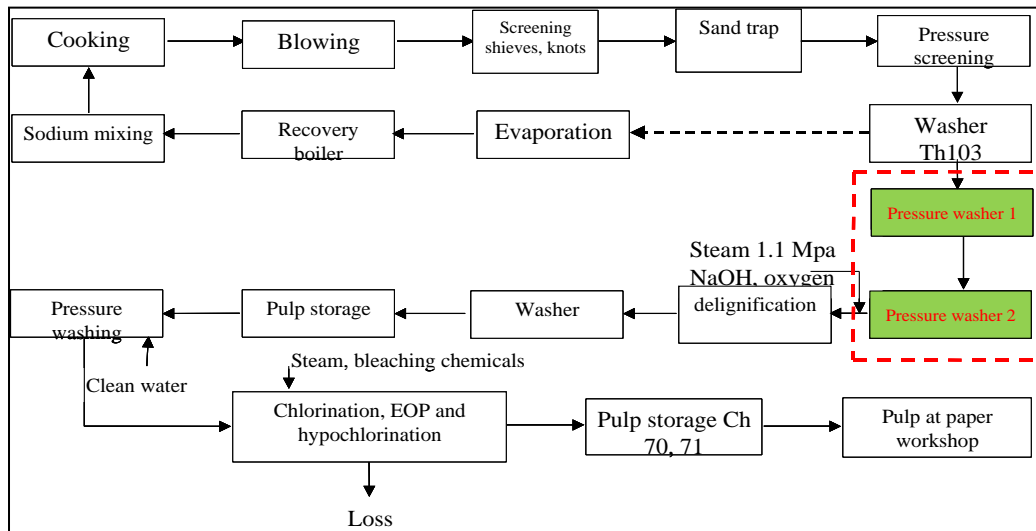 Cooking
Blowing
Screening
shieves, knots
Sand trap
Pressure
screening
Sodium mixing
Recovery
boiler
Evaporation
Washer
Th103
Pressure washer 1
Steam 1.1 Mpa
NaOH, oxygen
delignification
Pressure
washing
Pulp storage
Washer
Pressure washer 2
Clean water
Steam, bleaching chemicals
Chlorination, EOP and
hypochlorination
Pulp storage Ch
70, 71
Pulp at paper
workshop
Loss